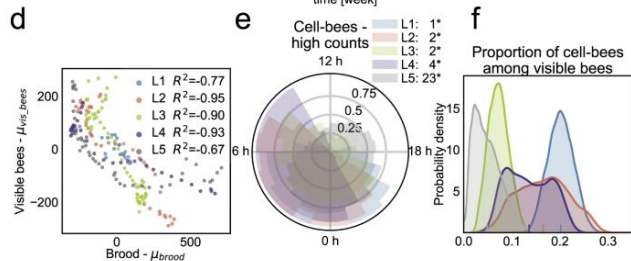 time [week]
d
e
f
Cell-bees -
high counts
L1: 1*
L2: 2*
L3: 2*
L4: 4*
L5: 23*
Proportion of cell-bees
among visible bees
Visible bees - μvis_bees
200
0
−200
L1 R²=-0.77
L2 R²=-0.95
L3 R²=-0.90
L4 R²=-0.93
L5 R²=-0.67
0
500
Brood - μbrood
12 h
0.75
0.5
0.25
6 h
18 h
0 h
Probability density
15
10
5
0.0
0.1
0.2
0.3